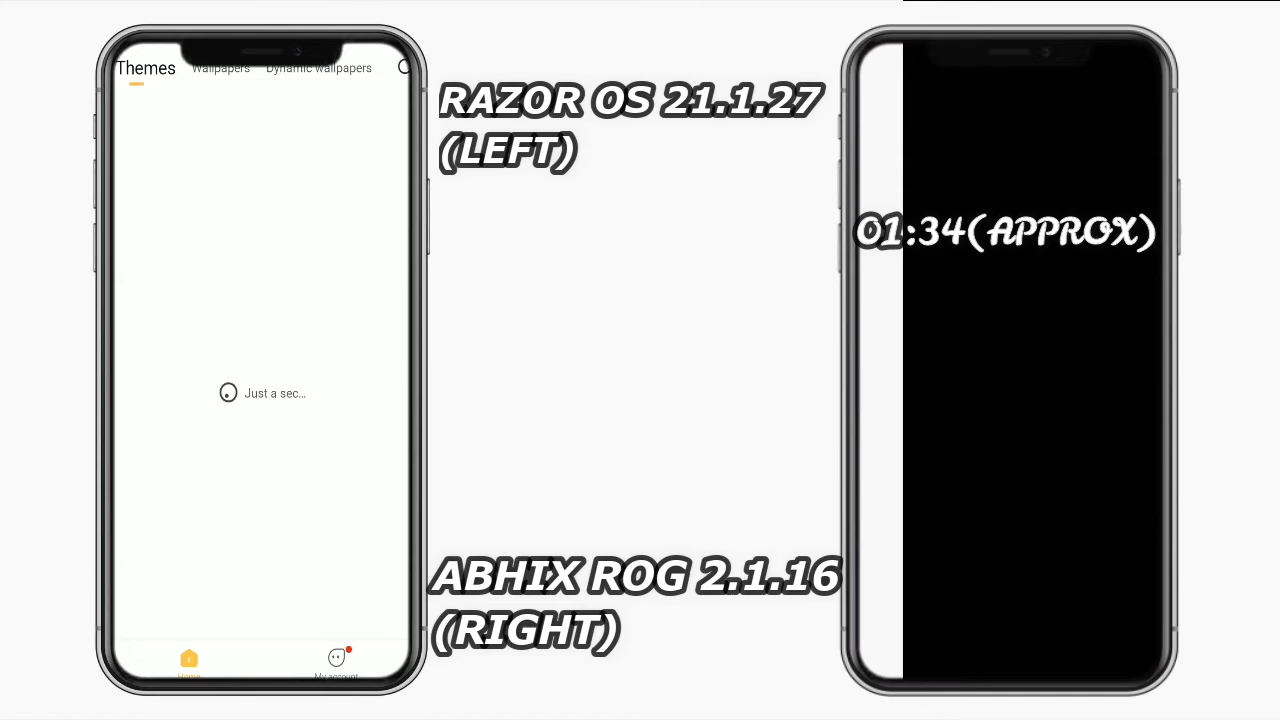 Themes Wallpapers Dynamic wallpapers
RAZOR OS 21.1.27
(LEFT)
01:34(APPROX)
Just a sec...
ABHIX ROG 2.1.16
(RIGHT)
Home My account